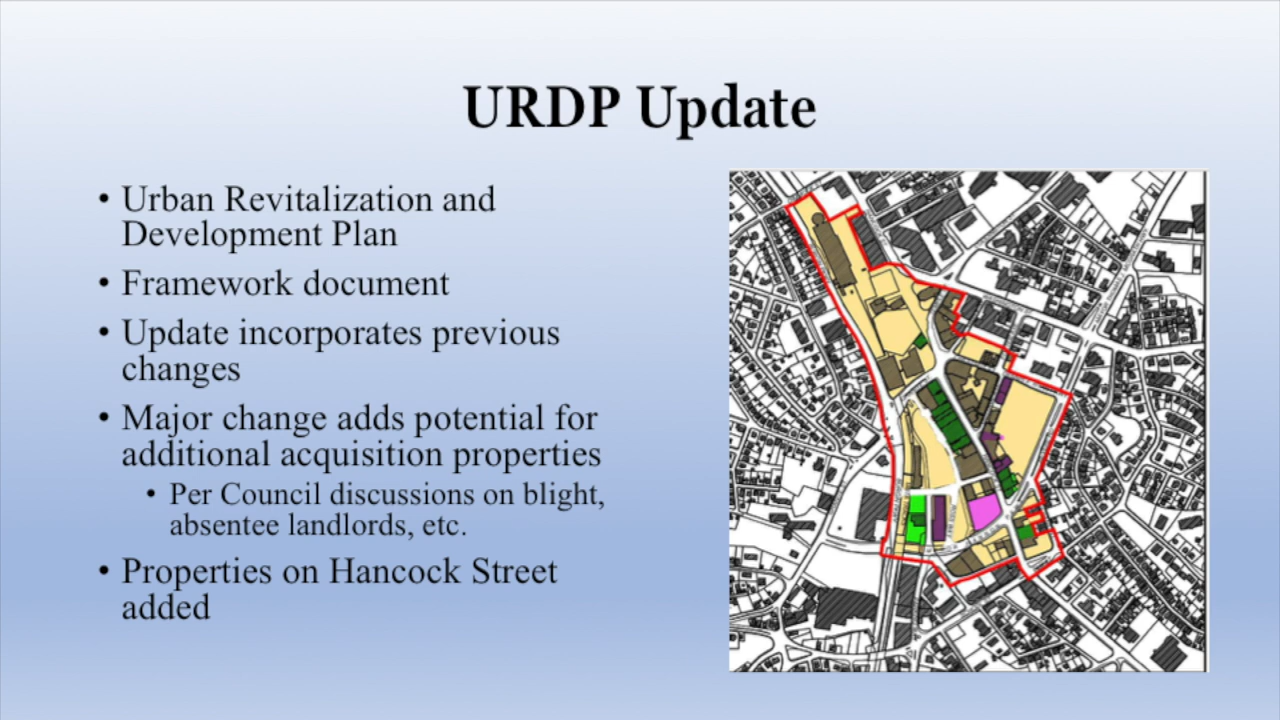 URDP Update
• Urban Revitalization and
Development Plan
• Framework document
• Update incorporates previous
changes
• Major change adds potential for
additional acquisition properties
• Per Council discussions on blight,
absentee landlords, etc.
• Properties on Hancock Street
added